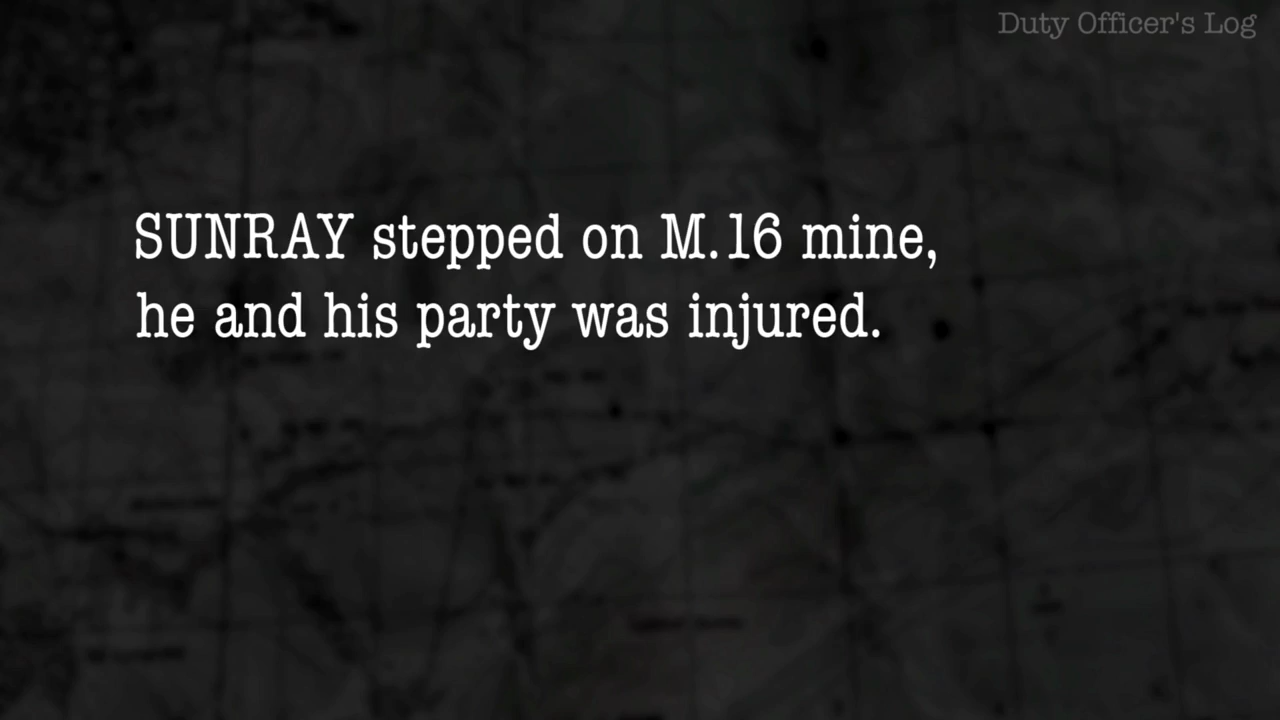 Duty Officer's Log
SUNRAY stepped on M.16 mine,
he and his party was injured.